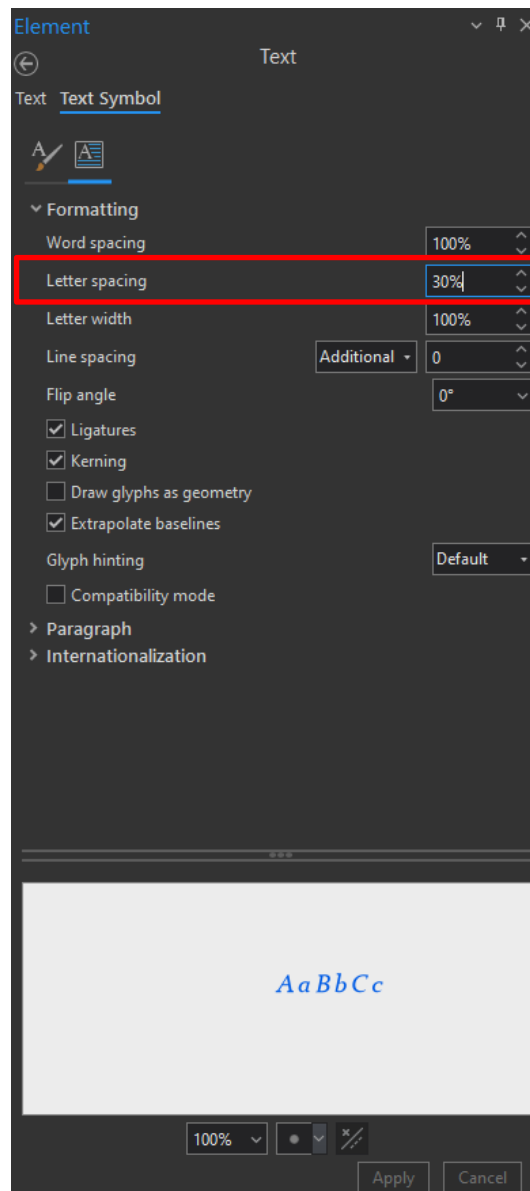 Element
Text
Text Text Symbol
Formatting
Word spacing 100%
Letter spacing 30%
Letter width 100%
Line spacing Additional 0
Flip angle 0°
Ligatures
Kerning
Draw glyphs as geometry
Extrapolate baselines
Glyph hinting Default
Compatibility mode
Paragraph
Internationalization
AaBbCc
100%
Apply Cancel